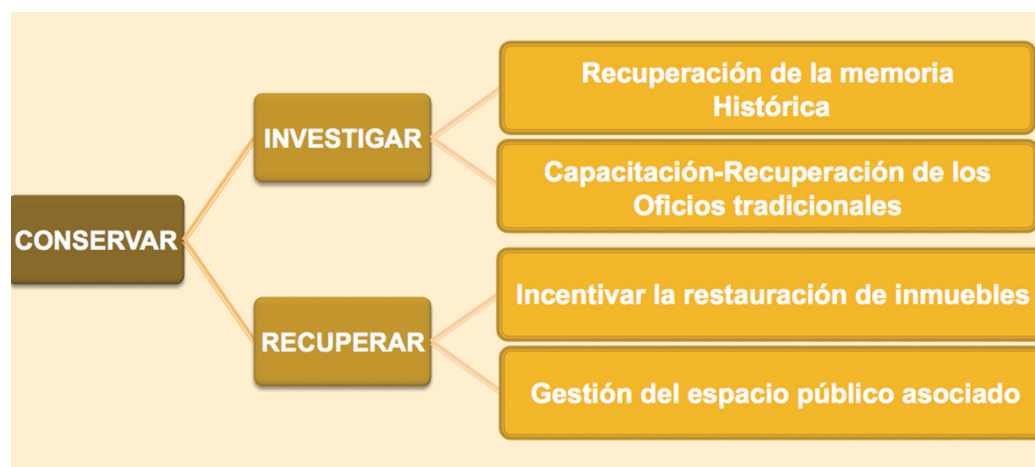 CONSERVAR
INVESTIGAR
Recuperación de la memoria
Histórica
Capacitación-Recuperación de los
Oficios tradicionales
RECUPERAR
Incentivar la restauración de inmuebles
Gestión del espacio público asociado